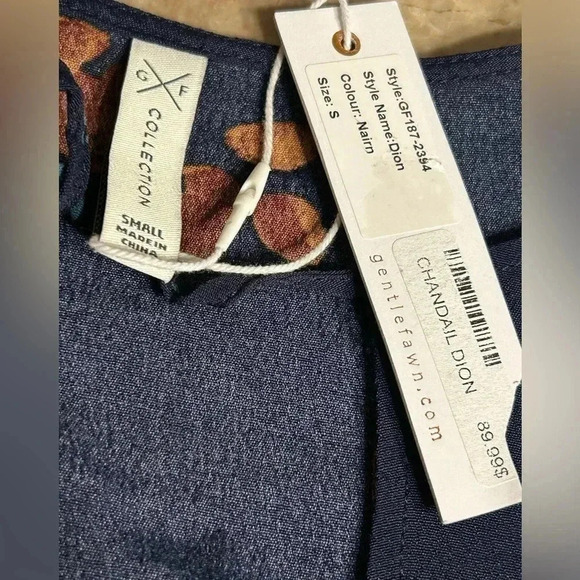 G F
COLLECTION
SMALL
MADE IN
CHINA
Style:GF187-2394
Style Name:Dion
Colour: Nairn
Size: S
CHANDAIL DION
89.99$
gentlefawn.com